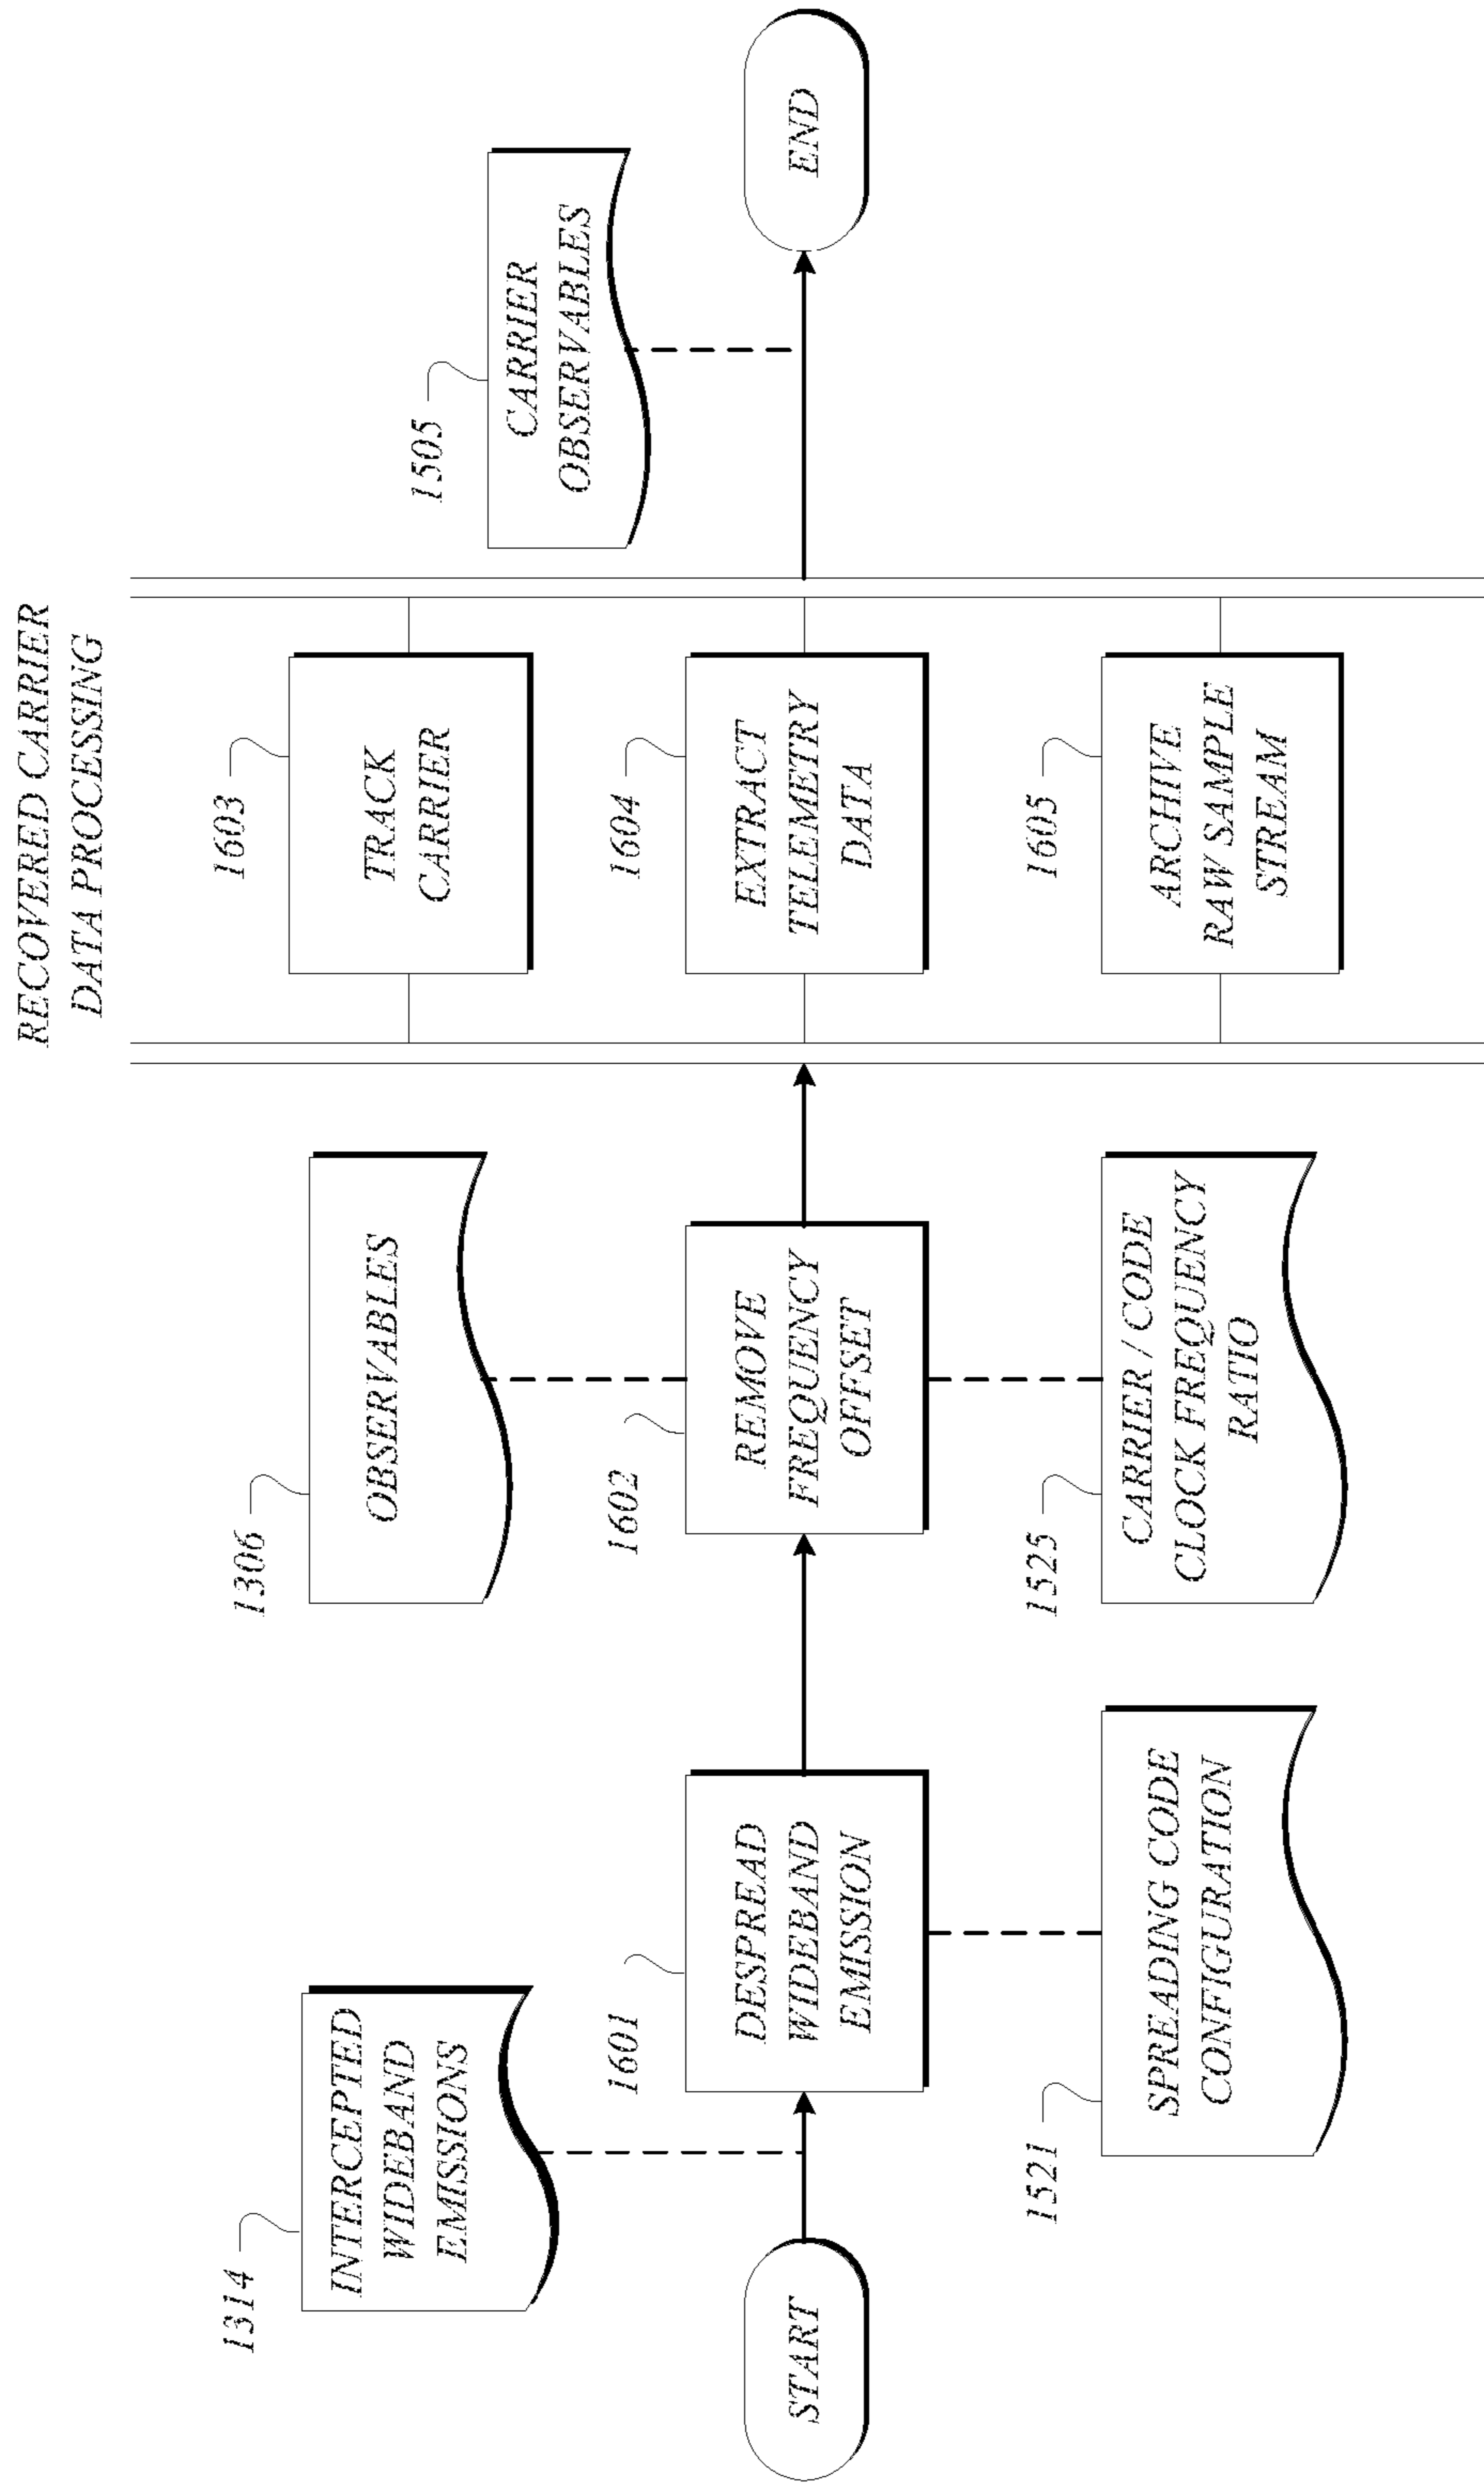 RECOVERED CARRIER
DATA PROCESSING
1314
INTERCEPTED
WIDEBAND
EMISSIONS
1306
OBSERVABLES
1603
TRACK
CARRIER
1505
CARRIER
OBSERVABLES
START
1601
DESPREAD
WIDEBAND
EMISSION
1602
REMOVE
FREQUENCY
OFFSET
1604
EXTRACT
TELEMETRY
DATA
END
1521
SPREADING CODE
CONFIGURATION
1525
CARRIER / CODE
CLOCK FREQUENCY
RATIO
1605
ARCHIVE
RAW SAMPLE
STREAM